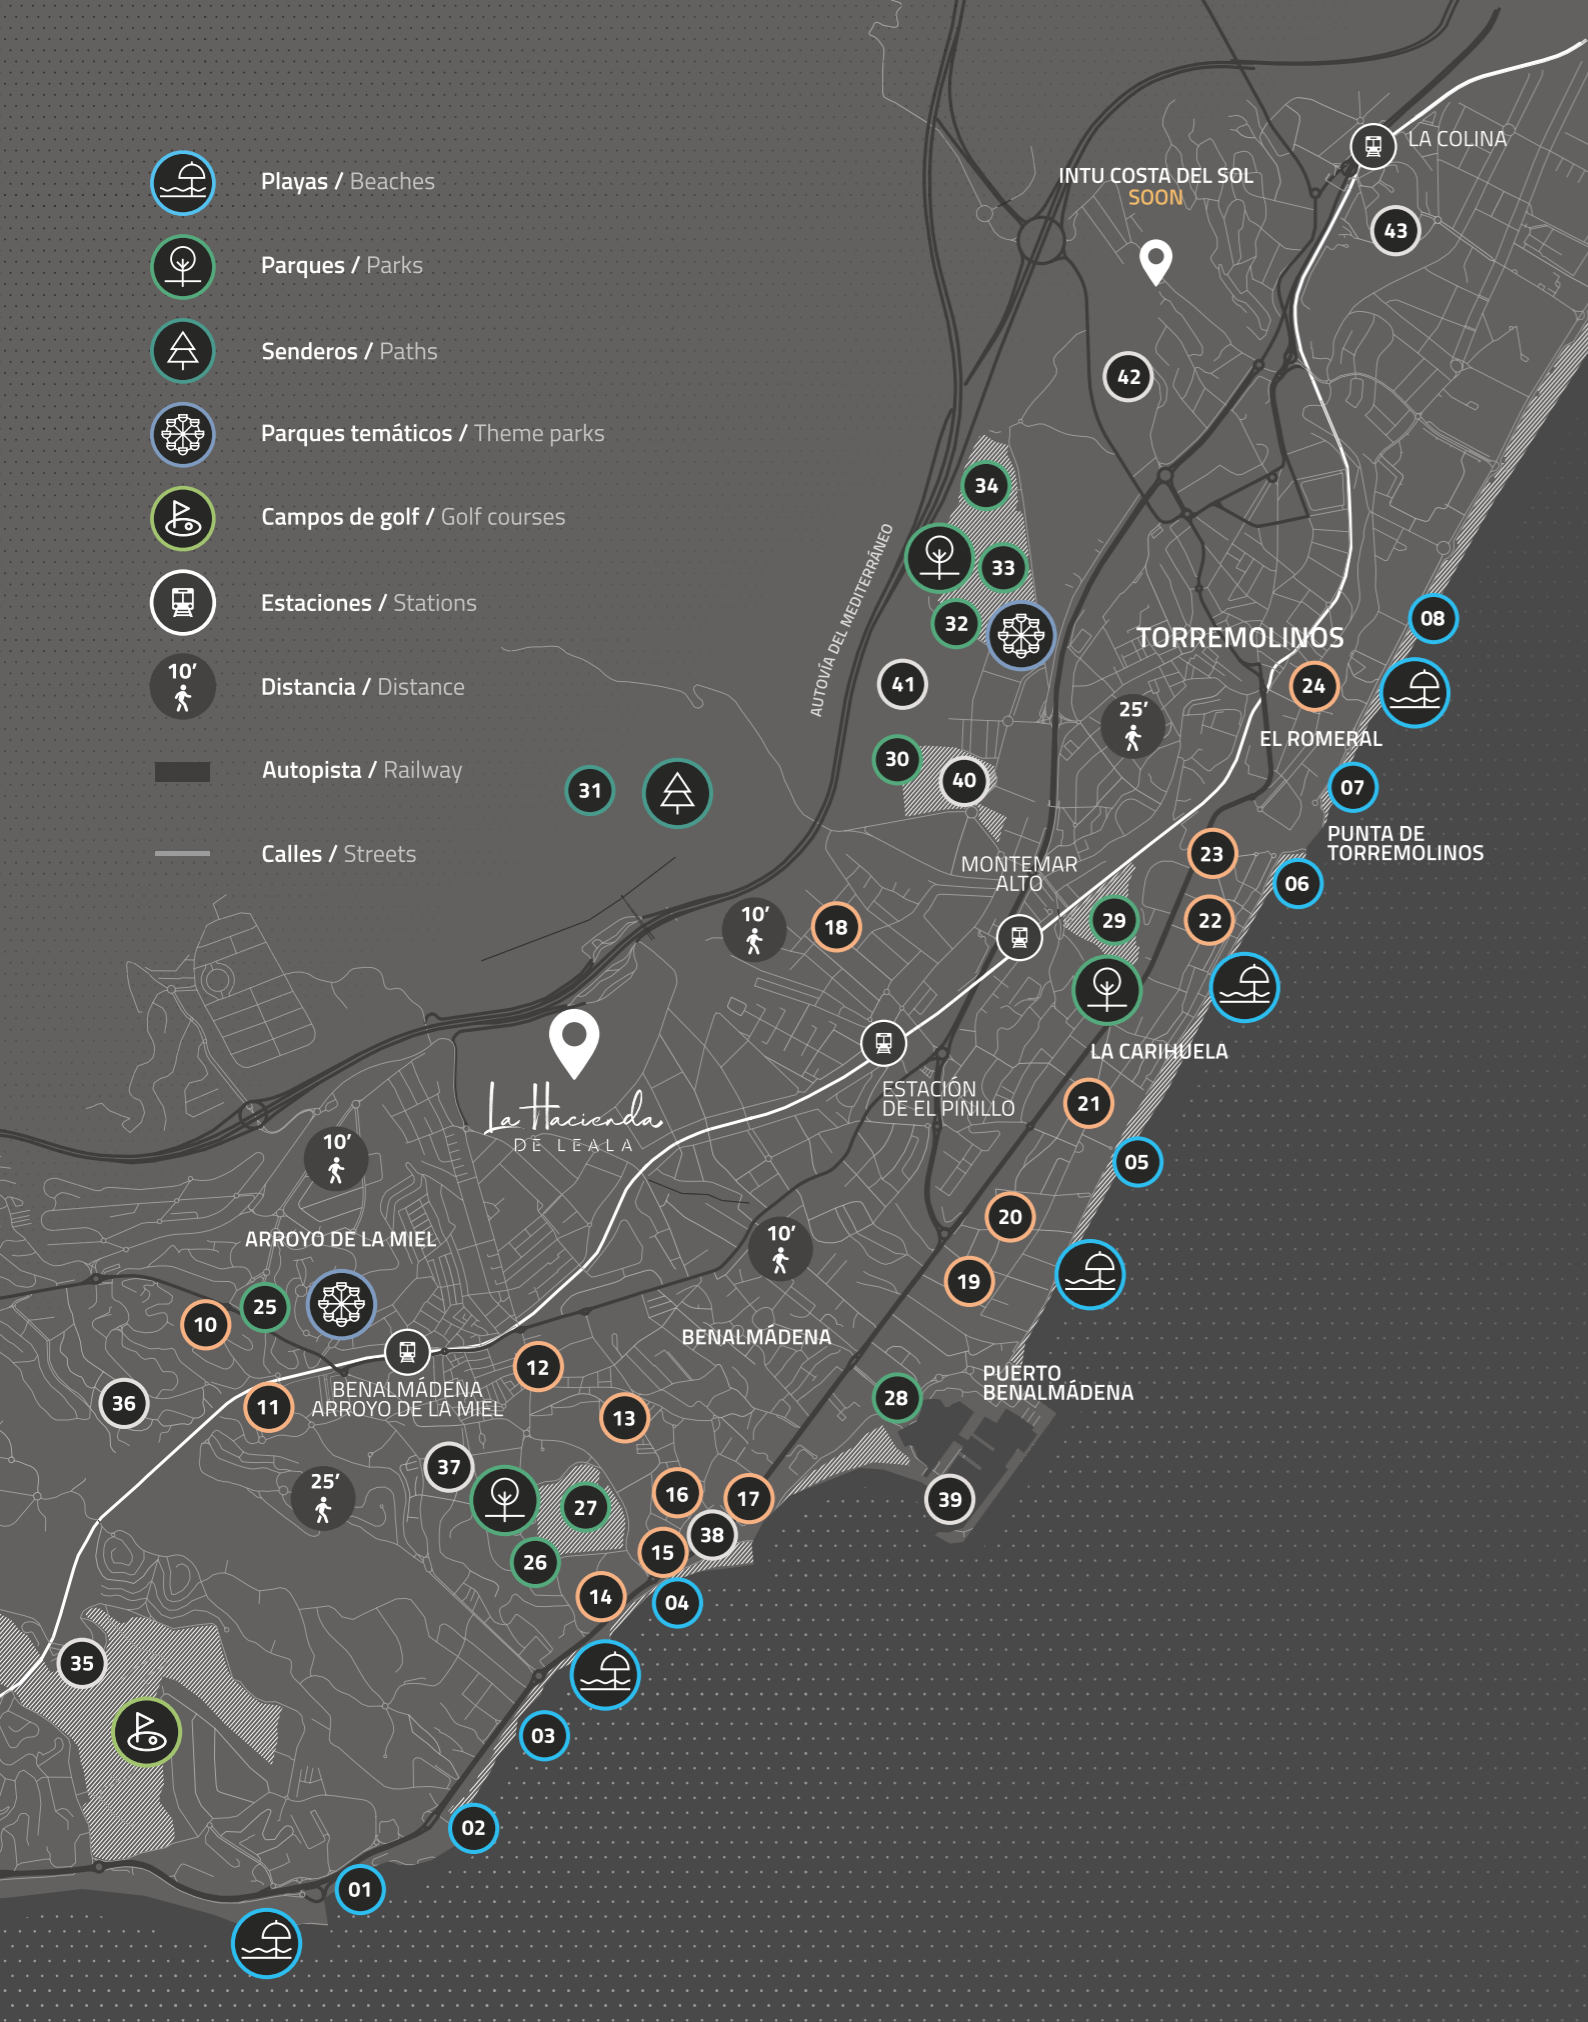 Playas / Beaches
Parques / Parks
Senderos / Paths
Parques temáticos / Theme parks
Campos de golf / Golf courses
Estaciones / Stations
10’
Distancia / Distance
Autopista / Railway
Calles / Streets
LA COLINA
INTU COSTA DEL SOL
SOON
43
42
34
33
32
AUTOVÍA DEL MEDITERRÁNEO
41
TORREMOLINOS
08
24
25’
EL ROMERAL
30
40
31
07
PUNTA DE
TORREMOLINOS
23
06
MONTEMAR
ALTO
10’
18
29
22
LA CARIHUELA
ESTACIÓN
DE EL PINILLO
21
La Hacienda
DE LEALA
10’
05
20
10’
19
ARROYO DE LA MIEL
25
10
BENALMÁDENA
12
PUERTO
BENALMÁDENA
28
36
11
BENALMÁDENA
ARROYO DE LA MIEL
13
37
25’
27
16
17
39
38
15
26
14
04
35
03
02
01